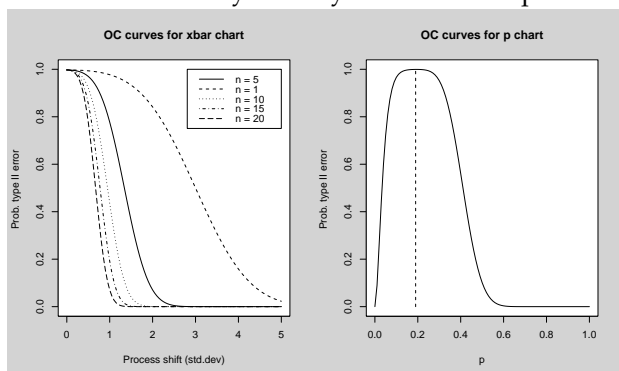 OC curves for xbar chart
Prob. type II error
0.0 0.2 0.4 0.6 0.8 1.0
n = 5
n = 1
n = 10
n = 15
n = 20
0 1 2 3 4 5
Process shift (std.dev)
OC curves for p chart
Prob. type II error
0.0 0.2 0.4 0.6 0.8 1.0
0.0 0.2 0.4 0.6 0.8 1.0
p